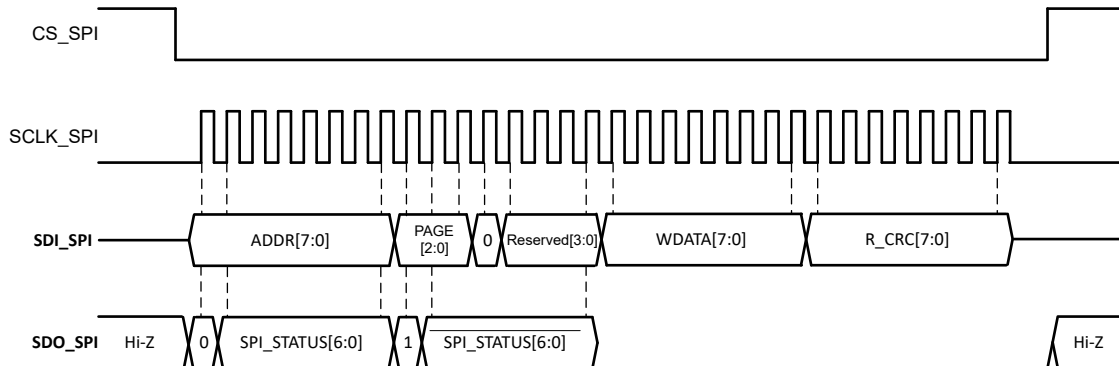 CS_SPI
SCLK_SPI
SDI_SPI ADDR[7:0] PAGE [2:0] 0 Reserved[3:0] WDATA[7:0] R_CRC[7:0]
SDO_SPI Hi-Z 0 SPI_STATUS[6:0] 1 SPI_STATUS[6:0] Hi-Z